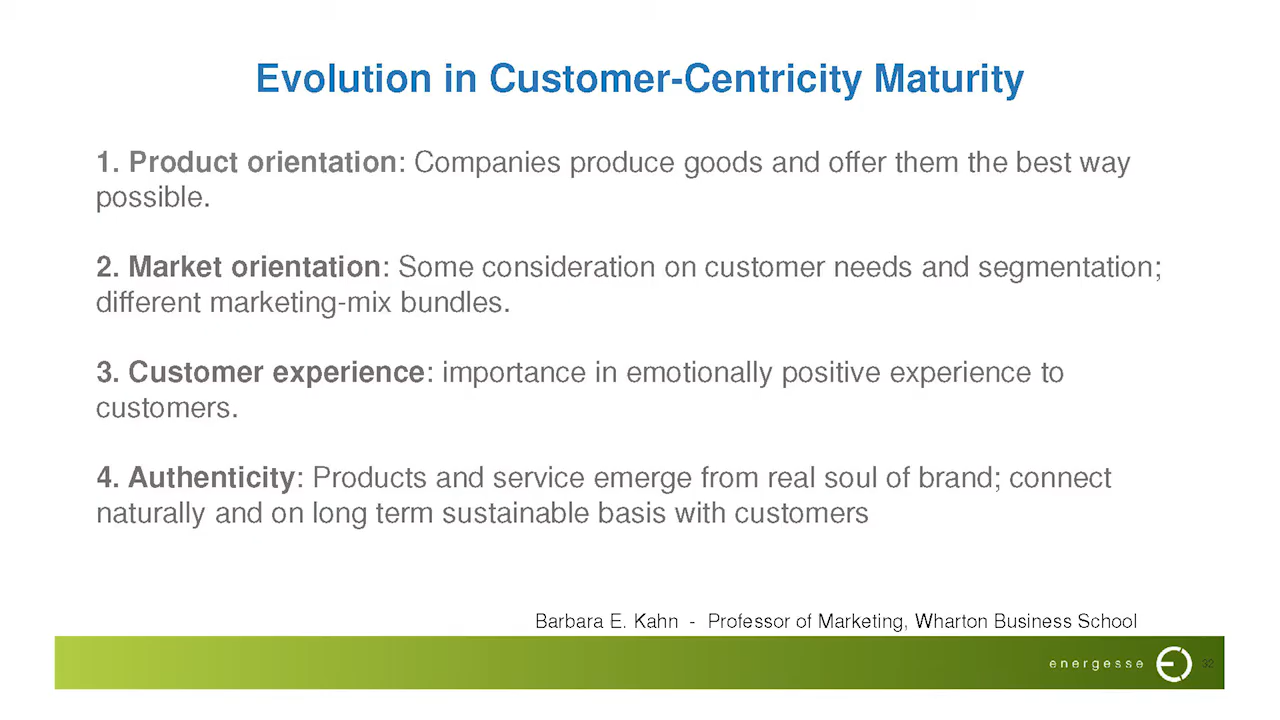 Evolution in Customer-Centricity Maturity
1. Product orientation: Companies produce goods and offer them the best way
possible.
2. Market orientation: Some consideration on customer needs and segmentation;
different marketing-mix bundles.
3. Customer experience: importance in emotionally positive experience to
customers.
4. Authenticity: Products and service emerge from real soul of brand; connect
naturally and on long term sustainable basis with customers
Barbara E. Kahn - Professor of Marketing, Wharton Business School
energesse
32